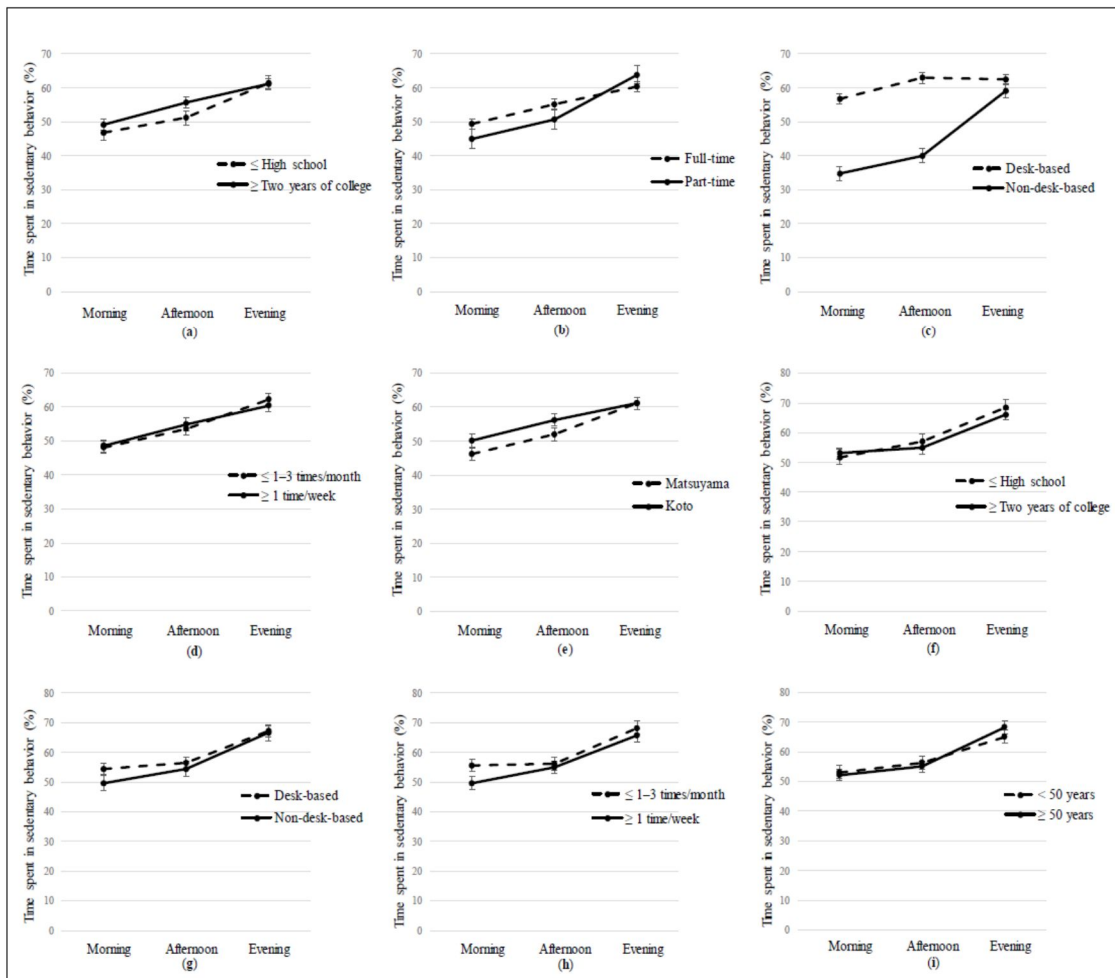 Time spent in sedentary behavior (%)
70
60
50
40
30
20
10
0
≤ High school
≥ Two years of college
Morning Afternoon Evening
(a)
Time spent in sedentary behavior (%)
70
60
50
40
30
20
10
0
Full-time
Part-time
Morning Afternoon Evening
(b)
Time spent in sedentary behavior (%)
70
60
50
40
30
20
10
0
Desk-based
Non-desk-based
Morning Afternoon Evening
(c)
Time spent in sedentary behavior (%)
70
60
50
40
30
20
10
0
≤ 1–3 times/month
≥ 1 time/week
Morning Afternoon Evening
(d)
Time spent in sedentary behavior (%)
70
60
50
40
30
20
10
0
Matsuyama
Koto
Morning Afternoon Evening
(e)
Time spent in sedentary behavior (%)
80
70
60
50
40
30
20
10
0
≤ High school
≥ Two years of college
Morning Afternoon Evening
(f)
Time spent in sedentary behavior (%)
80
70
60
50
40
30
20
10
0
Desk-based
Non-desk-based
Morning Afternoon Evening
(g)
Time spent in sedentary behavior (%)
80
70
60
50
40
30
20
10
0
≤ 1–3 times/month
≥ 1 time/week
Morning Afternoon Evening
(h)
Time spent in sedentary behavior (%)
80
70
60
50
40
30
20
10
0
< 50 years
≥ 50 years
Morning Afternoon Evening
(i)